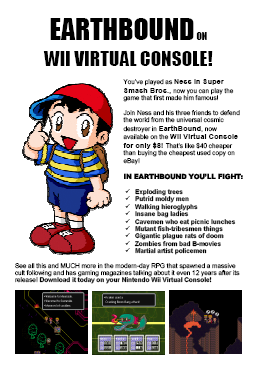 EARTHBOUND ON
WII VIRTUAL CONSOLE!
You've played as Ness in Super
Smash Bros., now you can play the
game that first made him famous!
Join Ness and his three friends to defend
the world from the universal cosmic
destroyer in EarthBound, now
available on the Wii Virtual Console
for only $8! That's like $40 cheaper
than buying the cheapest used copy on
eBay!
IN EARTHBOUND YOU'LL FIGHT:
✓ Exploding trees
✓ Putrid moldy men
✓ Walking hieroglyphs
✓ Insane bag ladies
✓ Cavemen who eat picnic lunches
✓ Mutant fish-tribesmen things
✓ Gigantic plague rats of doom
✓ Zombies from bad B-movies
✓ Martial artist policemen
See all this and MUCH more in the modern-day RPG that spawned a massive
cult following and has gaming magazines talking about it even 12 years after its
release! Download it today on your Nintendo Wii Virtual Console!